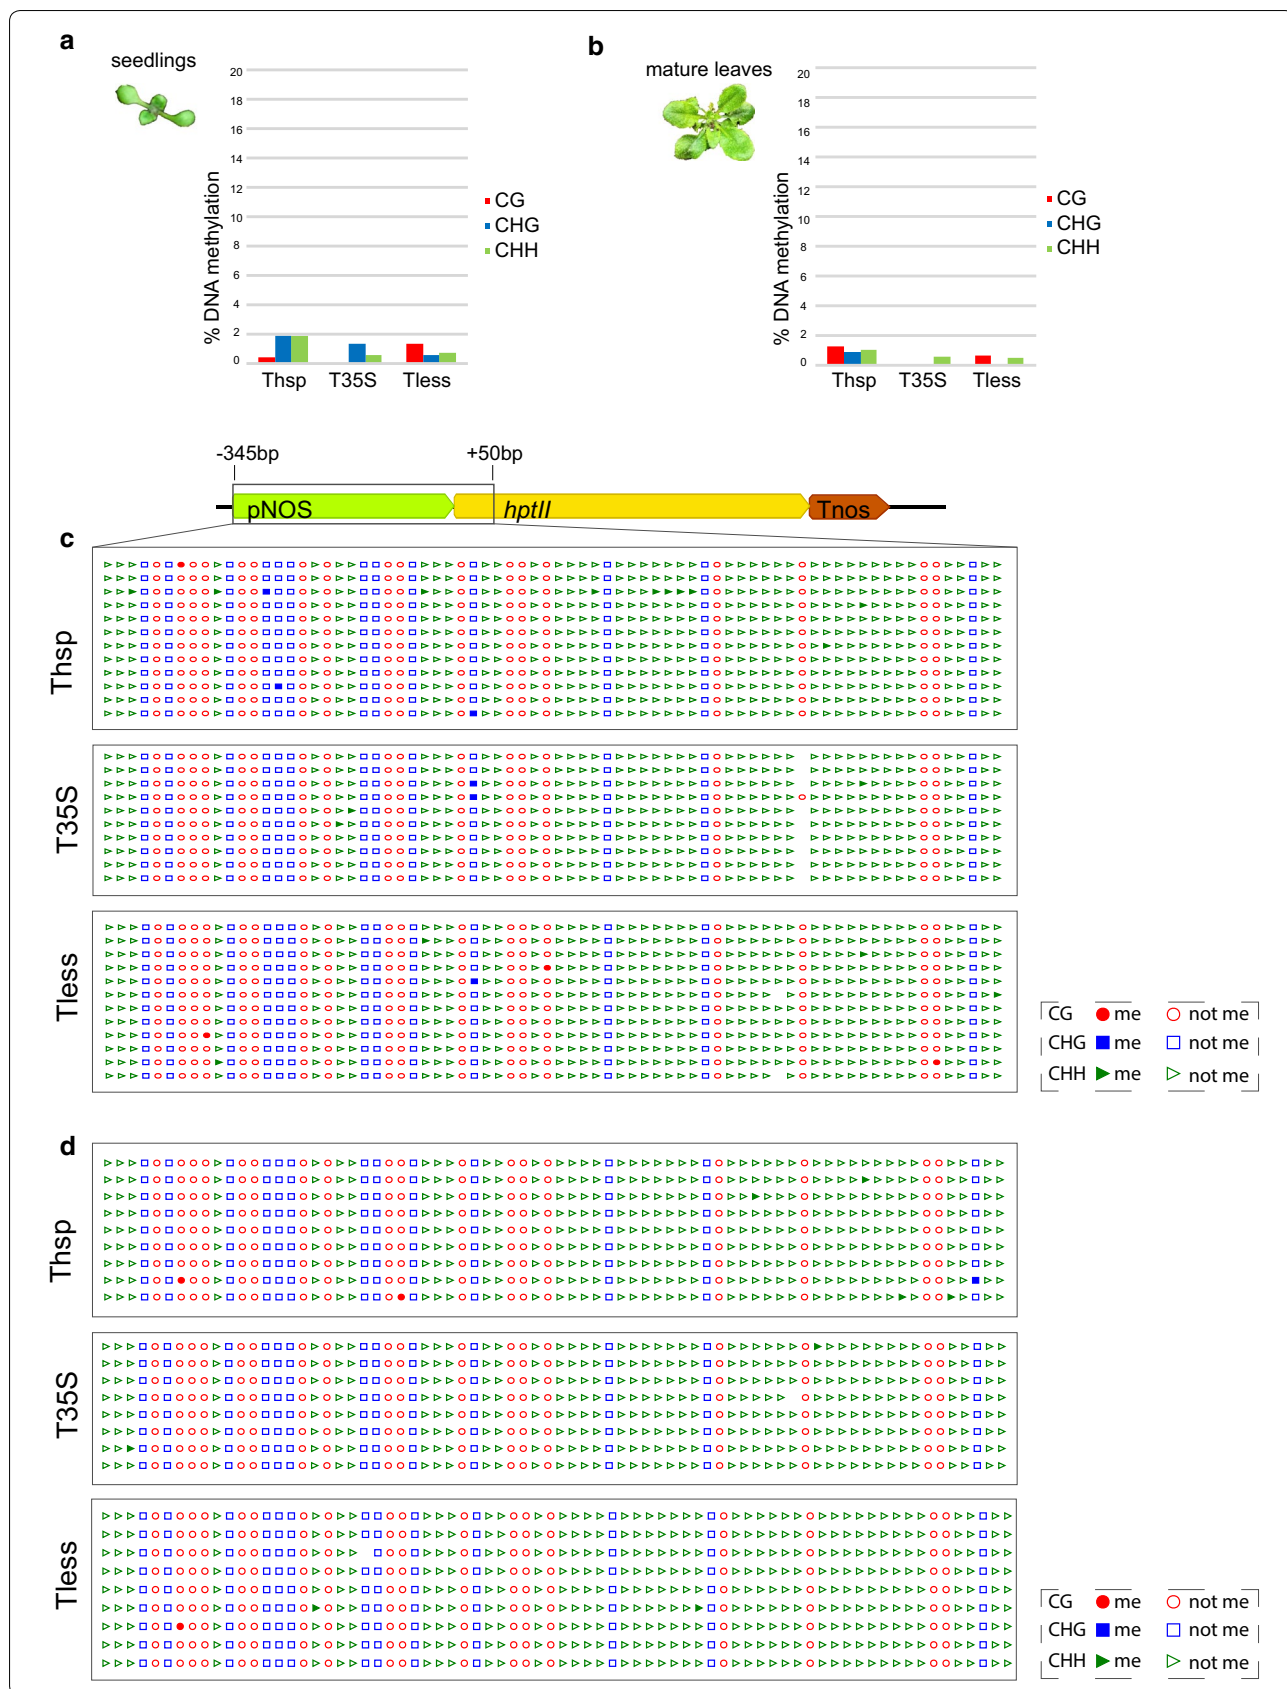 a
seedlings
20
18
16
14
12
10
8
6
4
2
0
% DNA methylation
Thsp
T35S
Tless
CG
CHG
CHH
b
mature leaves
20
18
16
14
12
10
8
6
4
2
0
% DNA methylation
Thsp
T35S
Tless
CG
CHG
CHH
-345bp
+50bp
pNOS
hptII
Tnos
c
Thsp
T35S
Tless
CG me not me
CHG me not me
CHH me not me
d
Thsp
T35S
Tless
CG me not me
CHG me not me
CHH me not me